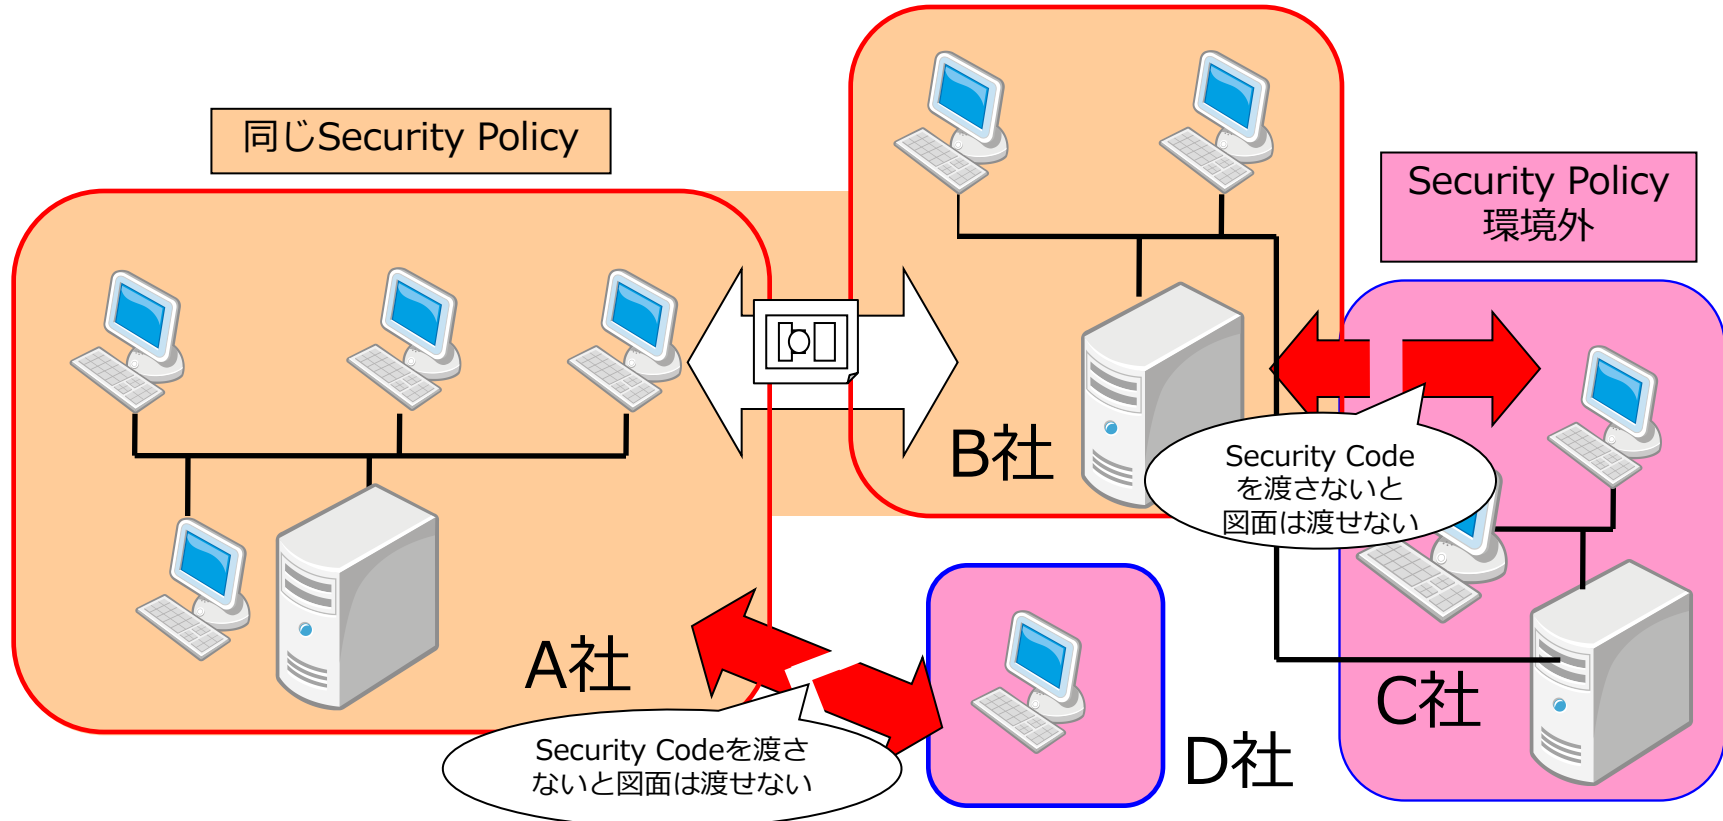 同じSecurity Policy
Security Policy
環境外
B社
Security Code
を渡さないと
図面は渡せない
A社
C社
D社
Security Codeを渡さ
ないと図面は渡せない